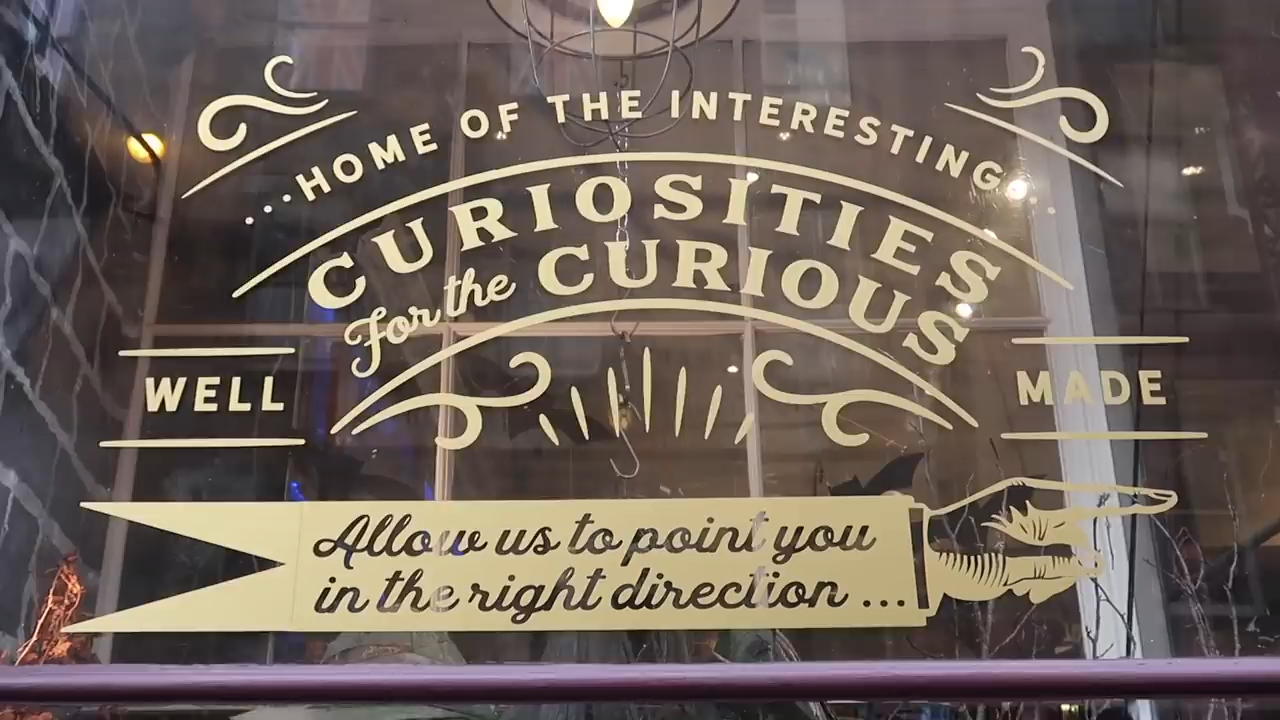 ...HOME OF THE INTERESTING...
CURIOSITIES
For the CURIOUS
WELL
MADE
Allow us to point you
in the right direction ...